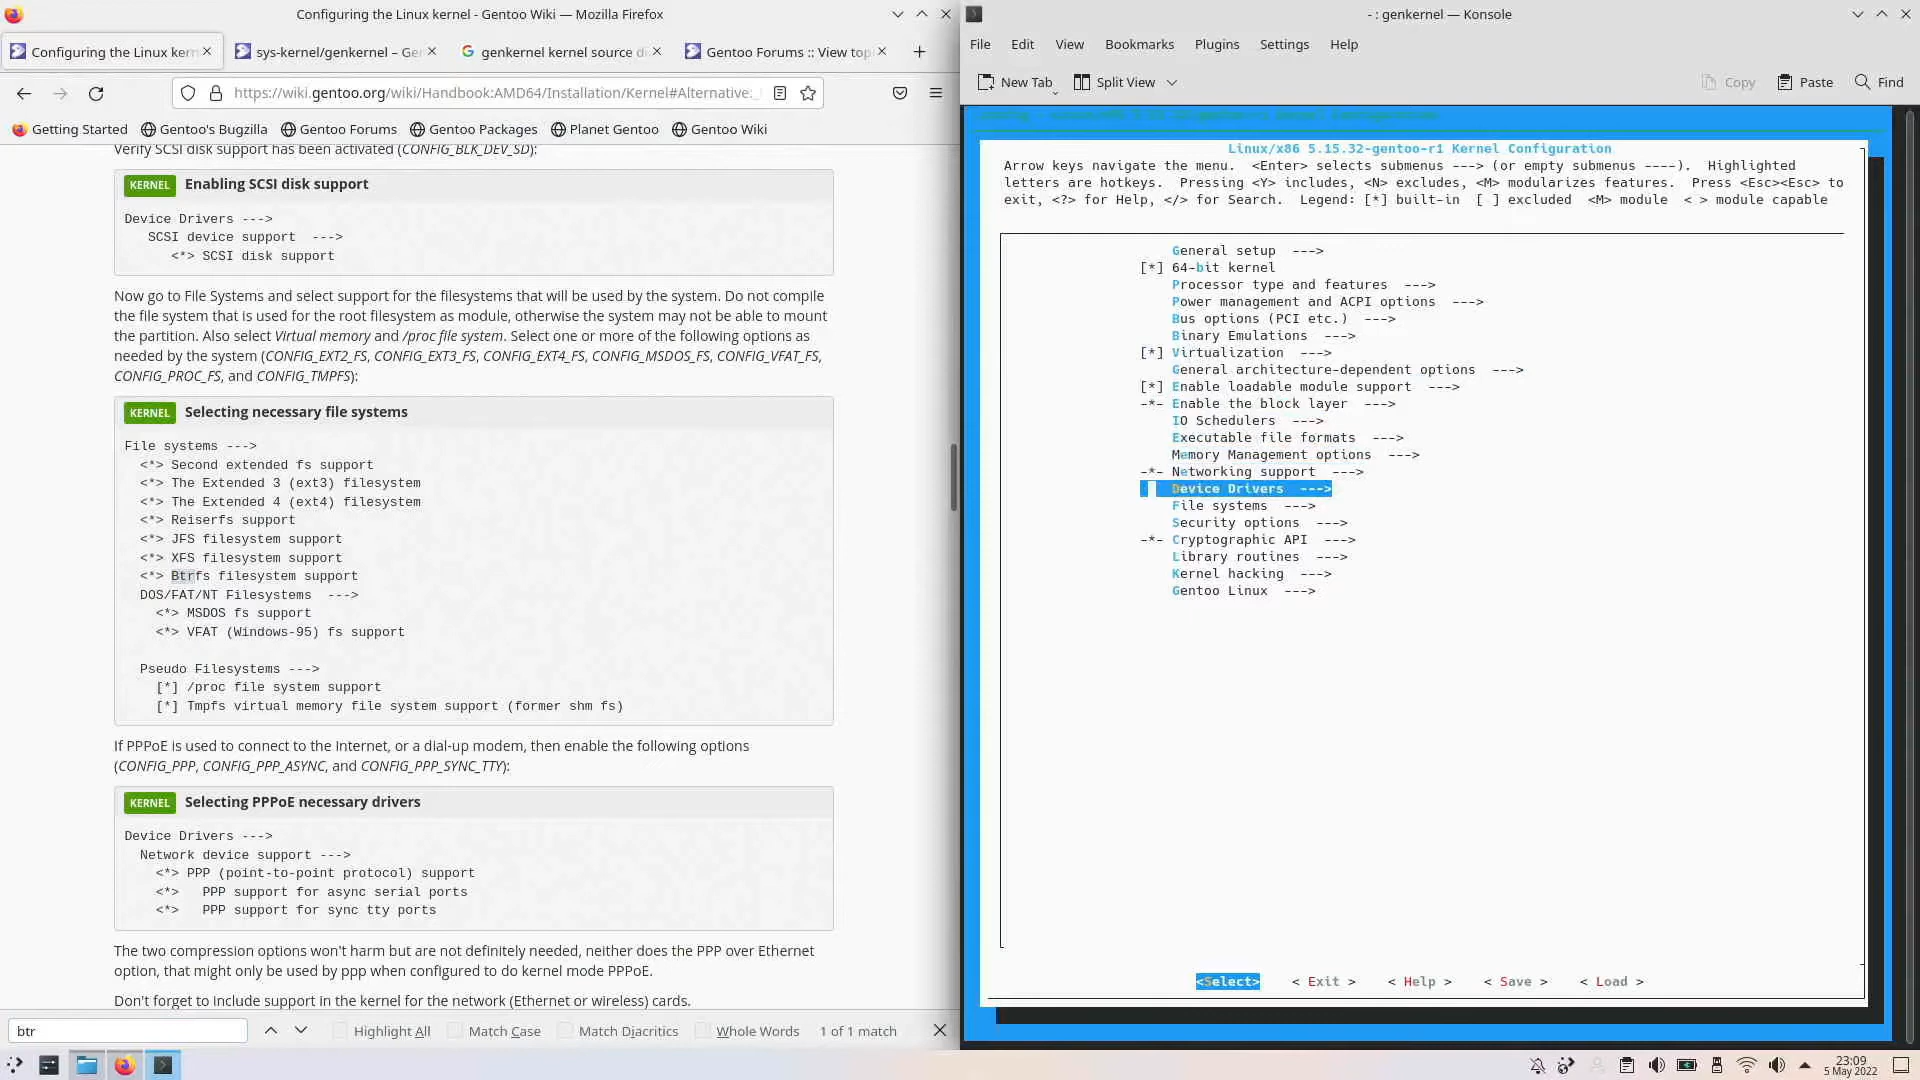 Configuring the Linux kernel - Gentoo Wiki — Mozilla Firefox
Configuring the Linux kern
sys-kernel/genkernel – Ge
genkernel kernel source d
Gentoo Forums :: View top
https://wiki.gentoo.org/wiki/Handbook:AMD64/Installation/Kernel#Alternative:_
Getting Started
Gentoo's Bugzilla
Gentoo Forums
Gentoo Packages
Planet Gentoo
Gentoo Wiki
Verify SCSI disk support has been activated (CONFIG_BLK_DEV_SD):
KERNEL Enabling SCSI disk support
Device Drivers --->
SCSI device support --->
<*> SCSI disk support
Now go to File Systems and select support for the filesystems that will be used by the system. Do not compile
the file system that is used for the root filesystem as module, otherwise the system may not be able to mount
the partition. Also select Virtual memory and /proc file system. Select one or more of the following options as
needed by the system (CONFIG_EXT2_FS, CONFIG_EXT3_FS, CONFIG_EXT4_FS, CONFIG_MSDOS_FS, CONFIG_VFAT_FS,
CONFIG_PROC_FS, and CONFIG_TMPFS):
KERNEL Selecting necessary file systems
File systems --->
<*> Second extended fs support
<*> The Extended 3 (ext3) filesystem
<*> The Extended 4 (ext4) filesystem
<*> Reiserfs support
<*> JFS filesystem support
<*> XFS filesystem support
<*> Btrfs filesystem support
DOS/FAT/NT Filesystems --->
<*> MSDOS fs support
<*> VFAT (Windows-95) fs support
Pseudo Filesystems --->
[*] /proc file system support
[*] Tmpfs virtual memory file system support (former shm fs)
If PPPoE is used to connect to the Internet, or a dial-up modem, then enable the following options
(CONFIG_PPP, CONFIG_PPP_ASYNC, and CONFIG_PPP_SYNC_TTY):
KERNEL Selecting PPPoE necessary drivers
Device Drivers --->
Network device support --->
<*> PPP (point-to-point protocol) support
<*> PPP support for async serial ports
<*> PPP support for sync tty ports
The two compression options won't harm but are not definitely needed, neither does the PPP over Ethernet
option, that might only be used by ppp when configured to do kernel mode PPPoE.
Don't forget to include support in the kernel for the network (Ethernet or wireless) cards.
btr
Highlight All
Match Case
Match Diacritics
Whole Words
1 of 1 match
- : genkernel — Konsole
File Edit View Bookmarks Plugins Settings Help
New Tab
Split View
Copy
Paste
Find
Linux/x86 5.15.32-gentoo-r1 Kernel Configuration
Arrow keys navigate the menu. <Enter> selects submenus ---> (or empty submenus ----). Highlighted
letters are hotkeys. Pressing <Y> includes, <N> excludes, <M> modularizes features. Press <Esc><Esc> to
exit, <?> for Help, </> for Search. Legend: [*] built-in [ ] excluded <M> module < > module capable
General setup --->
[*] 64-bit kernel
Processor type and features --->
Power management and ACPI options --->
Bus options (PCI etc.) --->
Binary Emulations --->
[*] Virtualization --->
General architecture-dependent options --->
[*] Enable loadable module support --->
-*- Enable the block layer --->
IO Schedulers --->
Executable file formats --->
Memory Management options --->
-*- Networking support --->
Device Drivers --->
File systems --->
Security options --->
-*- Cryptographic API --->
Library routines --->
Kernel hacking --->
Gentoo Linux --->
<Select> < Exit > < Help > < Save > < Load >
23:09
5 May 2022